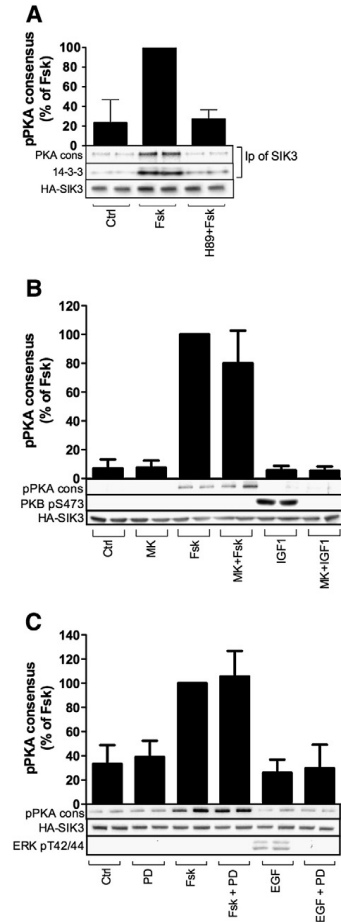 A
pPKA consensus
(% of Fsk)
100
80
60
40
20
0
PKA cons
14-3-3
Ip of SIK3
HA-SIK3
Ctrl
Fsk
H89+Fsk
B
pPKA consensus
(% of Fsk)
120
100
80
60
40
20
0
pPKA cons
PKB pS473
HA-SIK3
Ctrl
MK
Fsk
MK+Fsk
IGF1
MK+IGF1
C
pPKA consensus
(% of Fsk)
140
120
100
80
60
40
20
0
pPKA cons
HA-SIK3
ERK pT42/44
Ctrl
PD
Fsk
Fsk + PD
EGF
EGF + PD